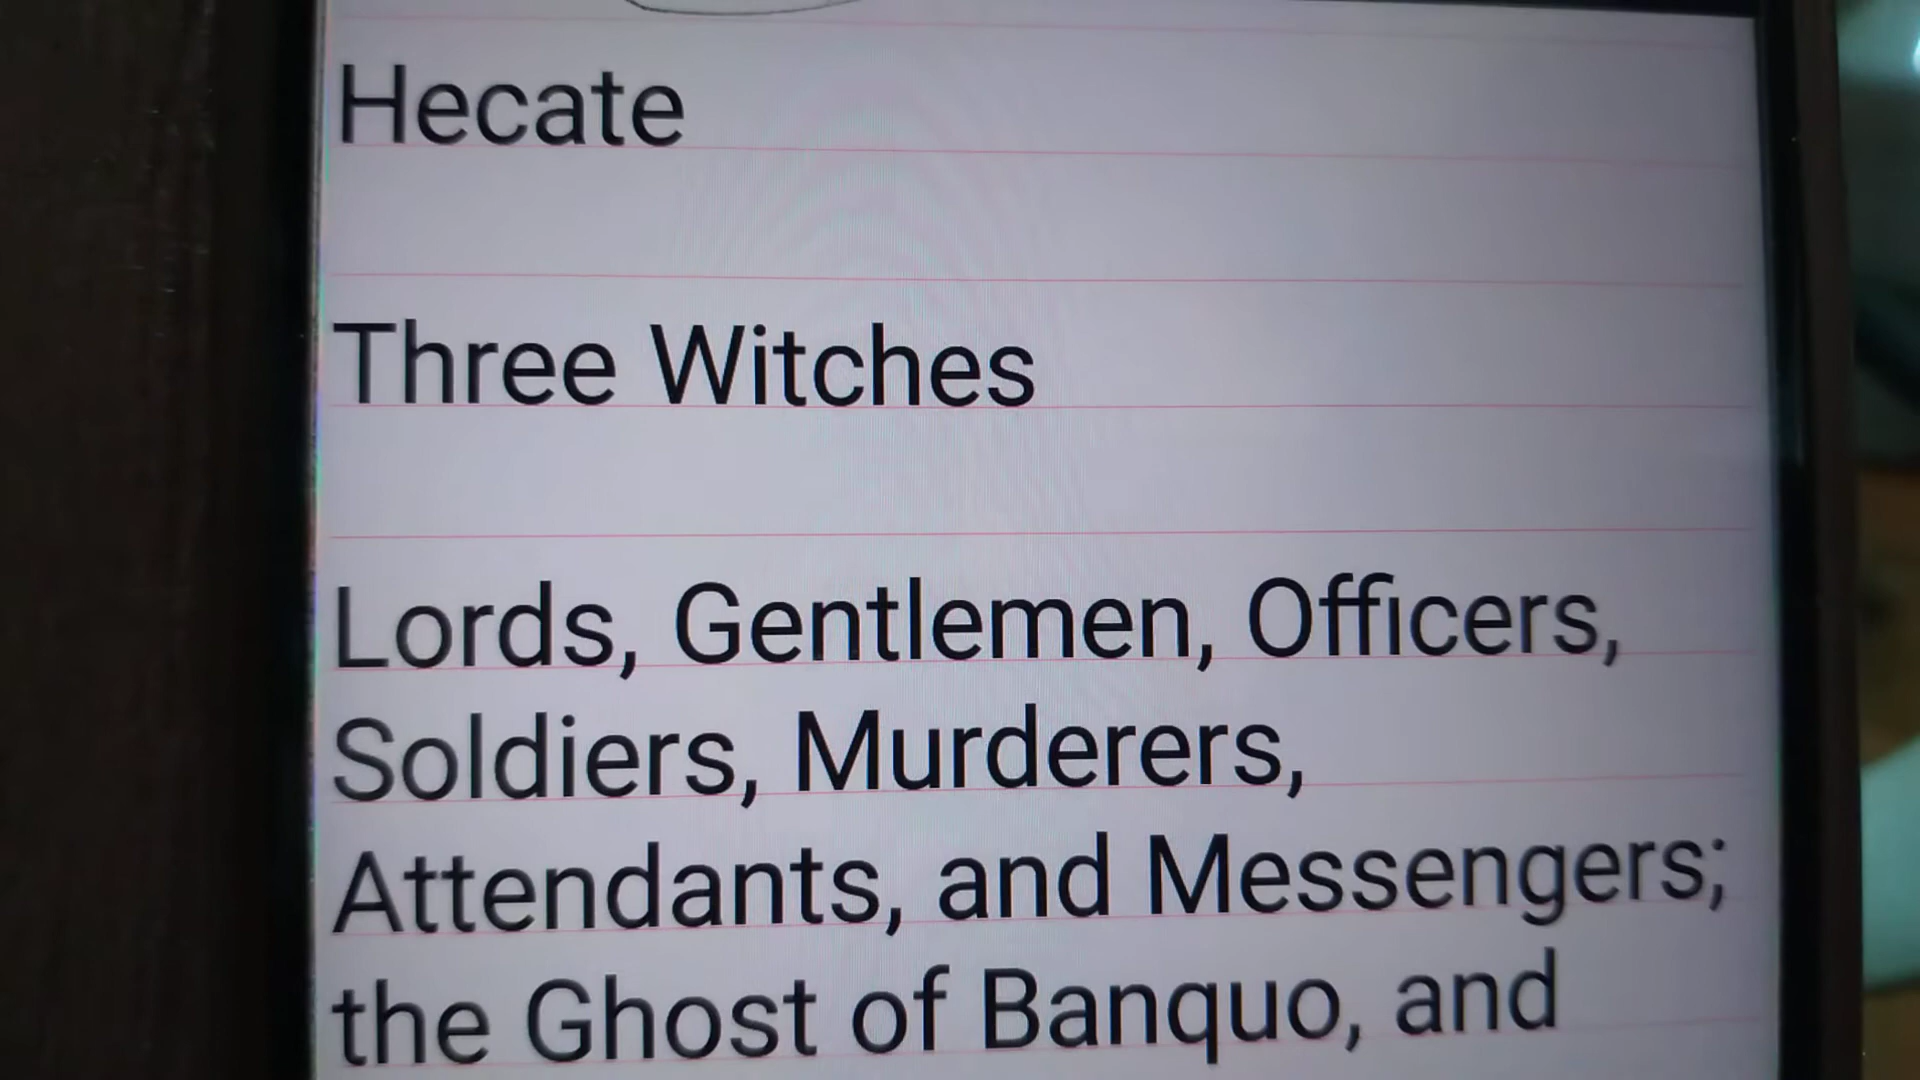 Hecate
Three Witches
Lords, Gentlemen, Officers,
Soldiers, Murderers,
Attendants, and Messengers;
the Ghost of Banquo, and